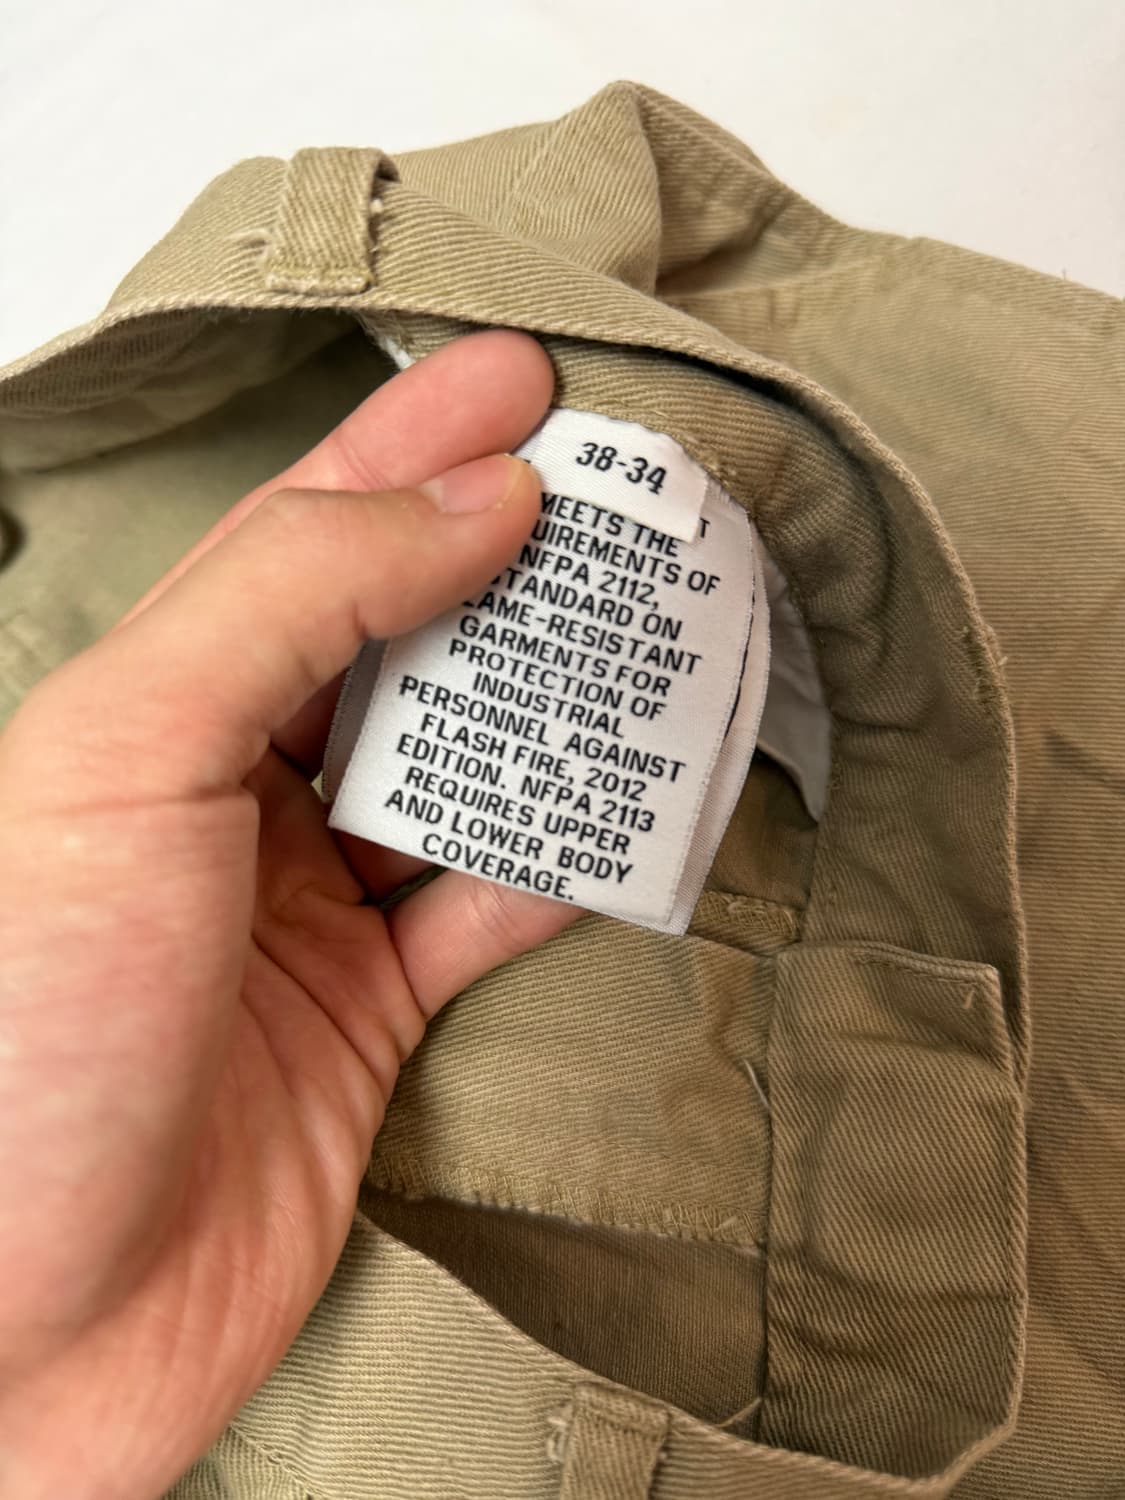 38-34
T
MEETS THE
UIREMENTS OF
NFPA 2112,
TANDARD ON
LAME-RESISTANT
GARMENTS FOR
PROTECTION OF
INDUSTRIAL
PERSONNEL AGAINST
FLASH FIRE, 2012
EDITION. NFPA 2113
REQUIRES UPPER
AND LOWER BODY
COVERAGE.